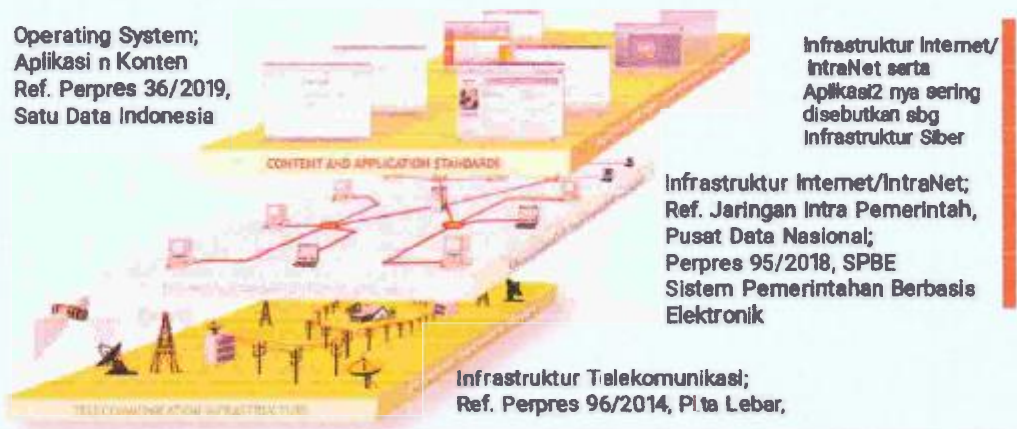 Operating System;
Aplikasi n Konten
Ref. Perpres 36/2019,
Satu Data Indonesia
Infrastruktur Internet/
IntraNet serta
Aplikasi2 nya sering
disebutkan sbg
Infrastruktur Siber
CONTENT AND APPLICATION STANDARDS
Infrastruktur Internet/IntraNet;
Ref. Jaringan Intra Pemerintah,
Pusat Data Nasional;
Perpres 95/2018, SPBE
Sistem Pemerintahan Berbasis
Elektronik
Infrastruktur Telekomunikasi;
Ref. Perpres 96/2014, Pita Lebar,
TELECOMMUNICATION INFRASTRUCTURE